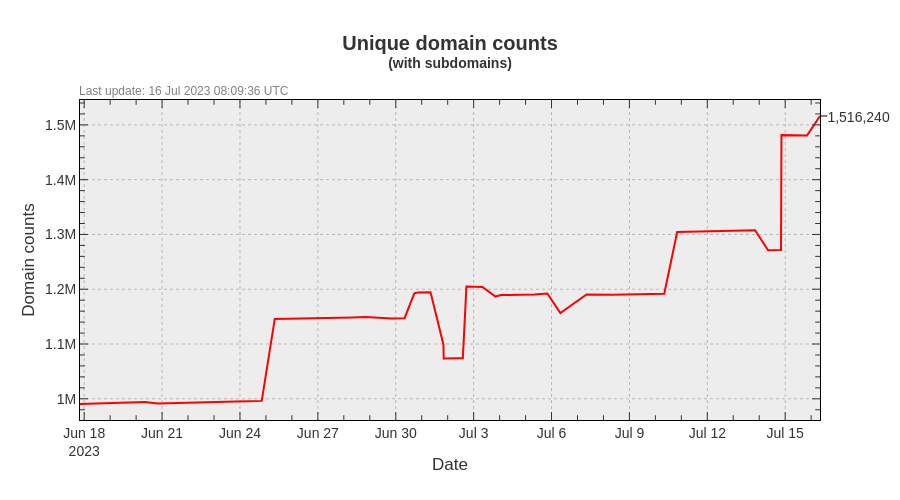 Unique domain counts
(with subdomains)
Last update: 16 Jul 2023 08:09:36 UTC
1,516,240
1.5M
1.4M
1.3M
1.2M
1.1M
1M
Domain counts
Jun 18 Jun 21 Jun 24 Jun 27 Jun 30 Jul 3 Jul 6 Jul 9 Jul 12 Jul 15
2023
Date